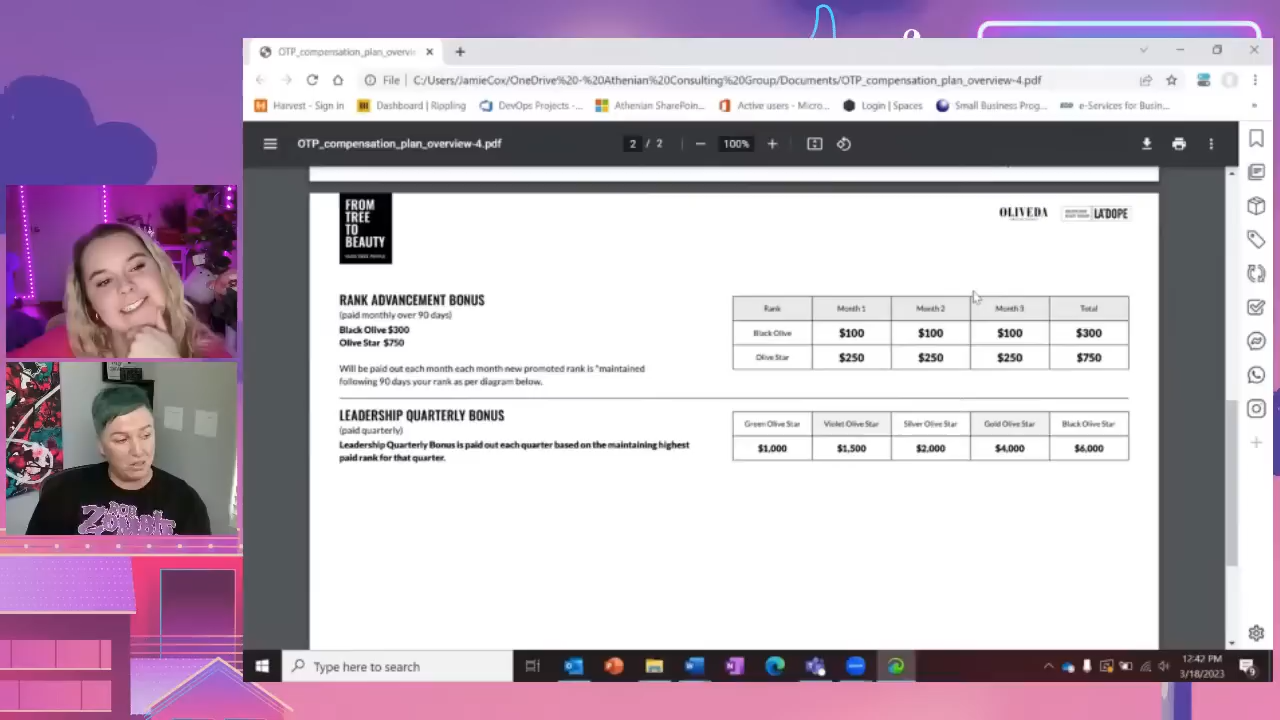 OTP_compensation_plan_overvie
File
C:/Users/JamieCox/OneDrive%20-%20Athenian%20Consulting%20Group/Documents/OTP_compensation_plan_overview-4.pdf
Harvest - Sign in
Dashboard | Rippling
DevOps Projects -...
Athenian SharePoin...
Active users - Micro...
Login | Spaces
Small Business Prog...
e-Services for Busin...
OTP_compensation_plan_overview-4.pdf
2 / 2
100%
FROM
TREE
TO
BEAUTY
OLIVEDA
LA'DOPE
RANK ADVANCEMENT BONUS
(paid monthly over 90 days)
Black Olive $300
Olive Star $750
Will be paid out each month each month new promoted rank is "maintained
following 90 days your rank as per diagram below.
Rank Month 1 Month 2 Month 3 Total
Black Olive $100 $100 $100 $300
Olive Star $250 $250 $250 $750
LEADERSHIP QUARTERLY BONUS
(paid quarterly)
Leadership Quarterly Bonus is paid out each quarter based on the maintaining highest
paid rank for that quarter.
Green Olive Star Violet Olive Star Silver Olive Star Gold Olive Star Black Olive Star
$1,000 $1,500 $2,000 $4,000 $6,000
ROB
ZOMBIE
Type here to search
12:42 PM
3/18/2023